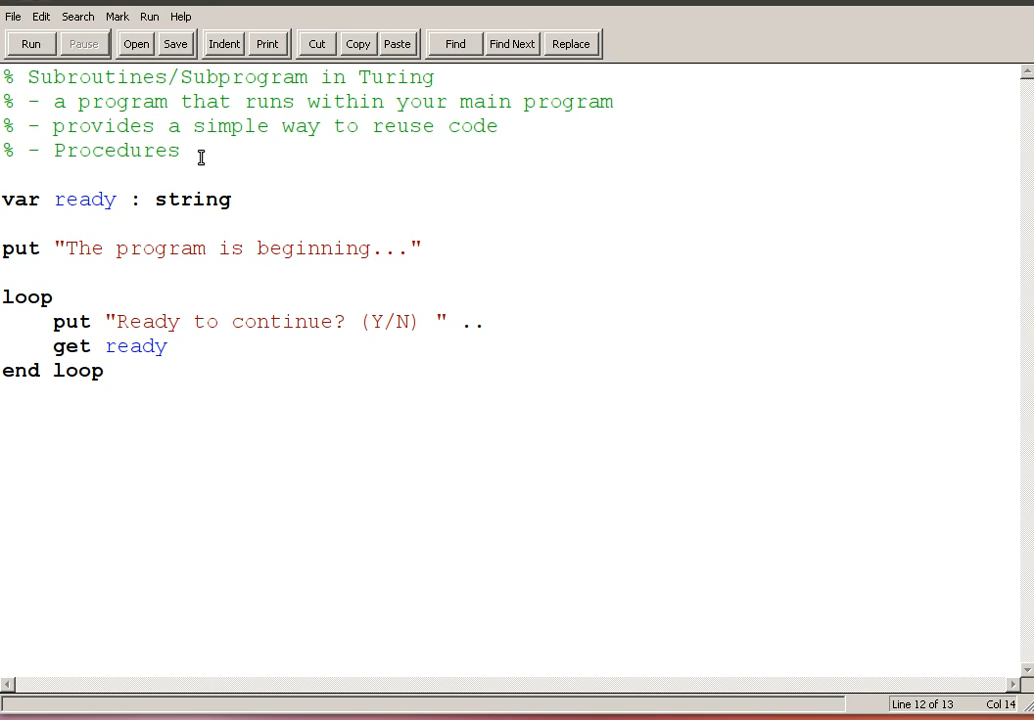 File Edit Search Mark Run Help
Run Pause Open Save Indent Print Cut Copy Paste Find Find Next Replace
% Subroutines/Subprogram in Turing
% - a program that runs within your main program
% - provides a simple way to reuse code
% - Procedures
var ready : string
put "The program is beginning..."
loop
put "Ready to continue? (Y/N) " ..
get ready
end loop
Line 12 of 13 Col 14